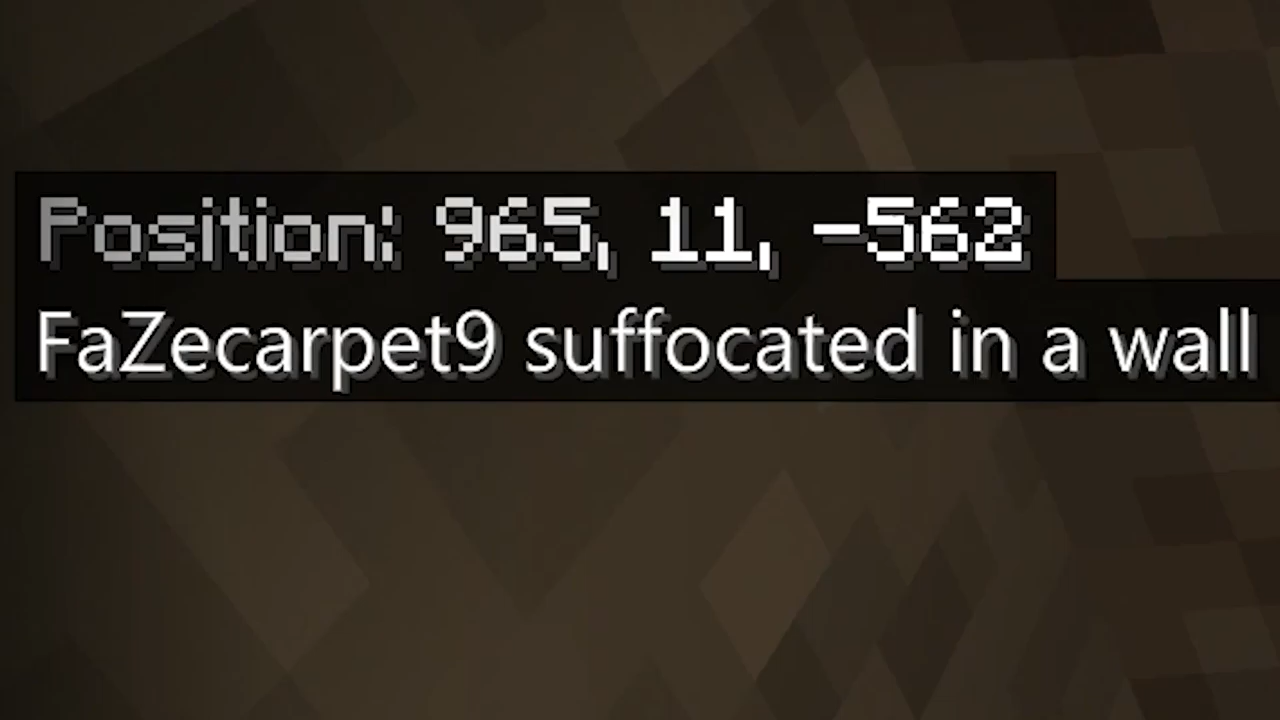 Position: 965, 11, -562
FaZecarpet9 suffocated in a wall